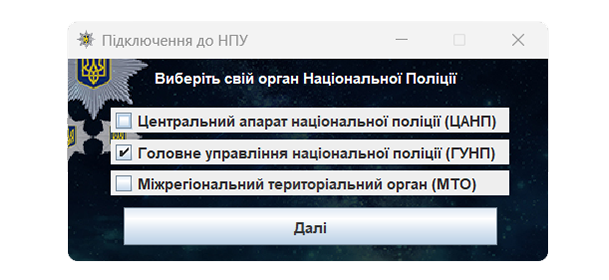 Підключення до НПУ
Виберіть свій орган Національної Поліції
Центральний апарат національної поліції (ЦАНП)
Головне управління національної поліції (ГУНП)
Міжрегіональний територіальний орган (МТО)
Далі